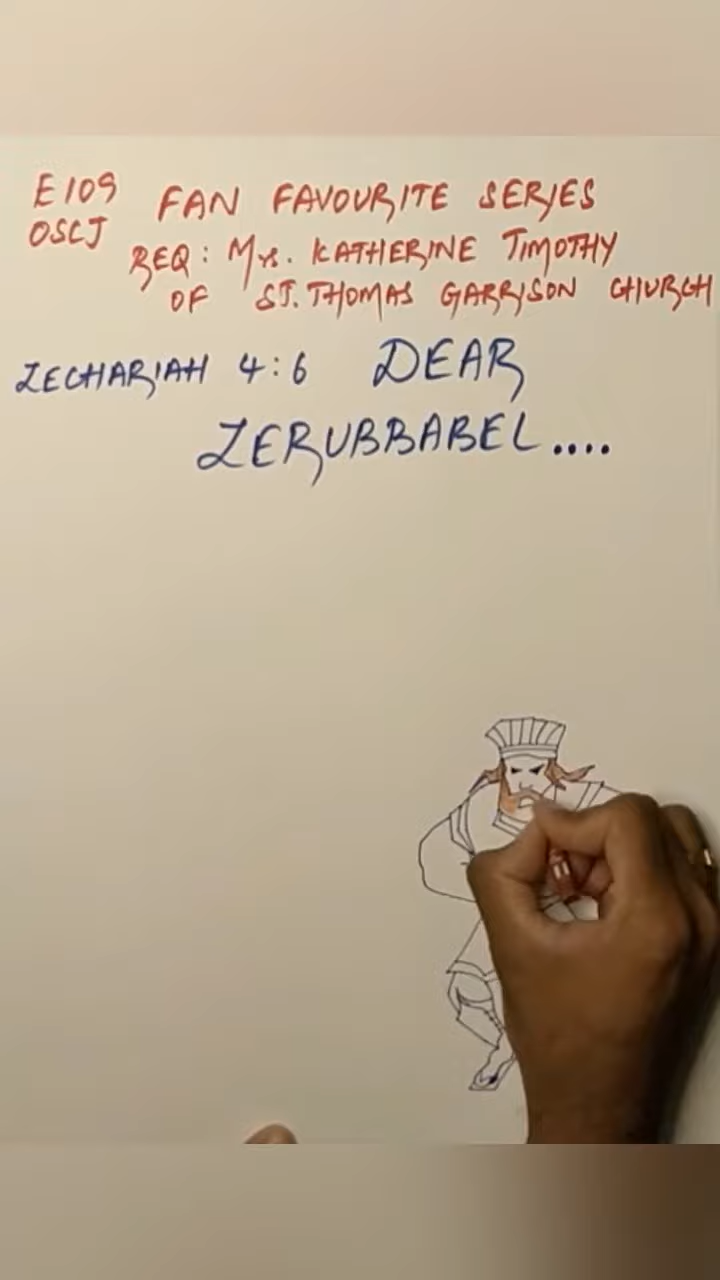 E109 FAN FAVOURITE SERIES
OSCJ REQ: Mrs. KATHERINE TIMOTHY
OF ST. THOMAS GARRISON CHURCH
ZECHARIAH 4:6 DEAR
ZERUBBABEL....